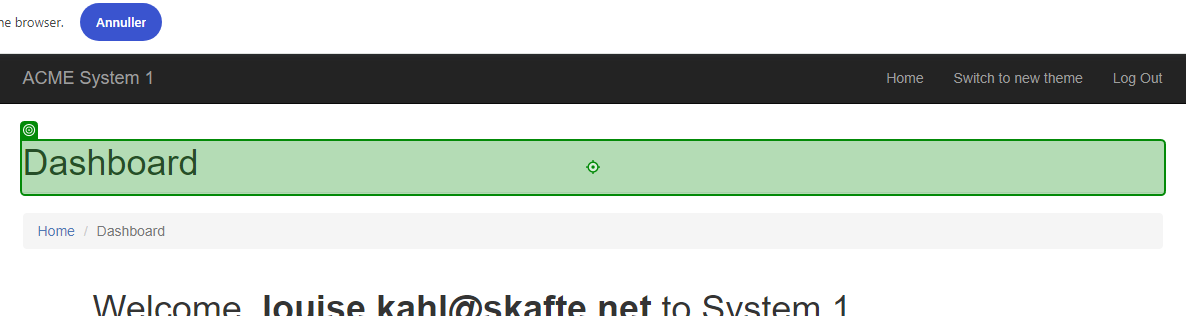 browser. Annuller
ACME System 1 Home Switch to new theme Log Out
Dashboard
Home / Dashboard
Welcome, louise.kahl@skafte.net to System 1